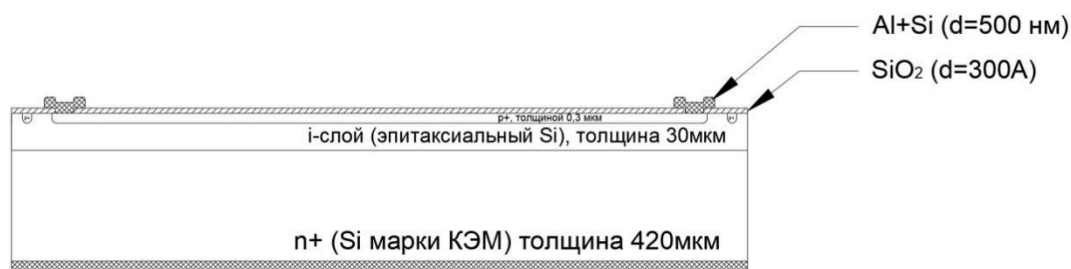 Al+Si (d=500 нм)
SiO₂ (d=300А)
p+, толщиной 0,3 мкм
i-слой (эпитаксиальный Si), толщина 30мкм
n+ (Si марки КЭМ) толщина 420мкм